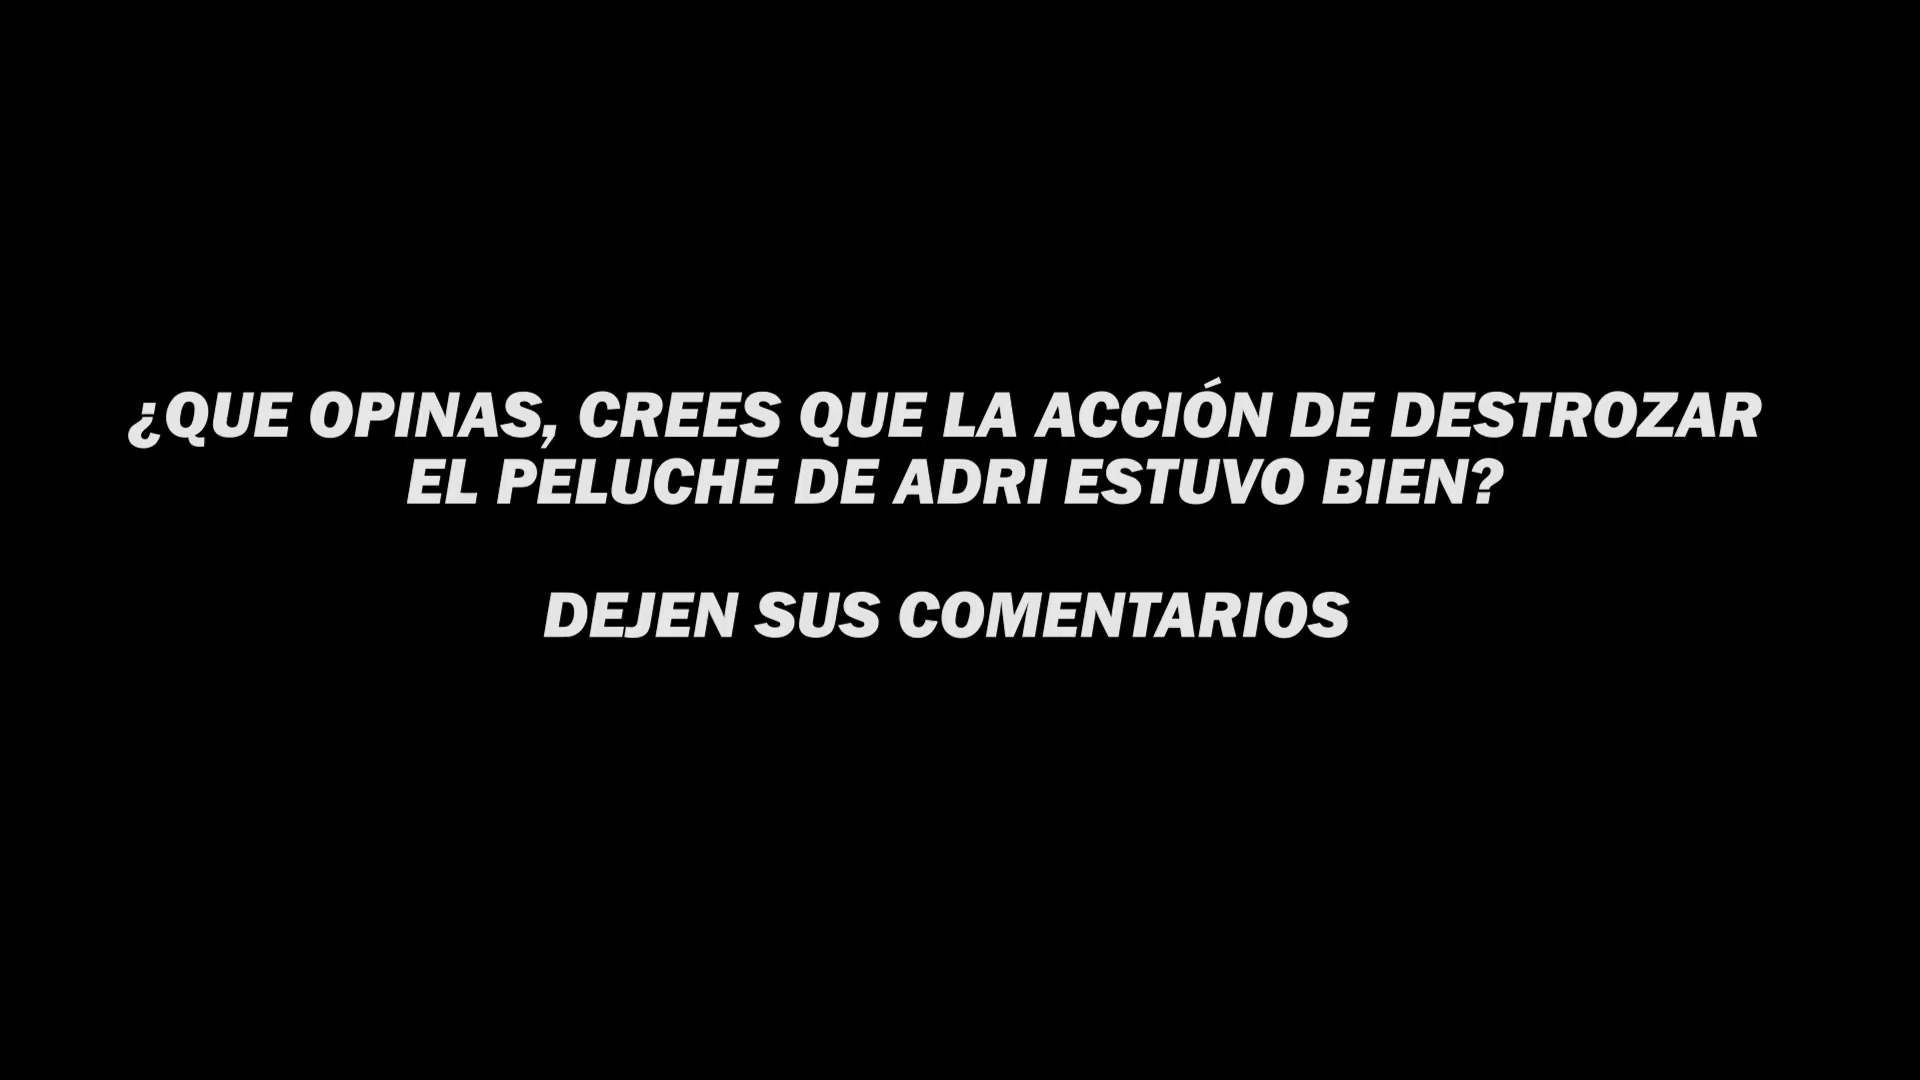 ¿QUE OPINAS, CREES QUE LA ACCIÓN DE DESTROZAR
EL PELUCHE DE ADRI ESTUVO BIEN?
DEJEN SUS COMENTARIOS